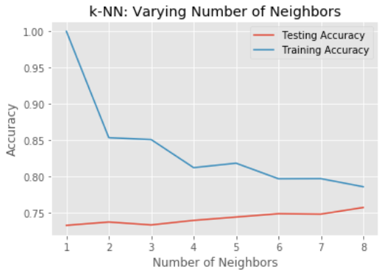 k-NN: Varying Number of Neighbors
Testing Accuracy
Training Accuracy
1.00
0.95
0.90
0.85
0.80
0.75
Accuracy
1 2 3 4 5 6 7 8
Number of Neighbors